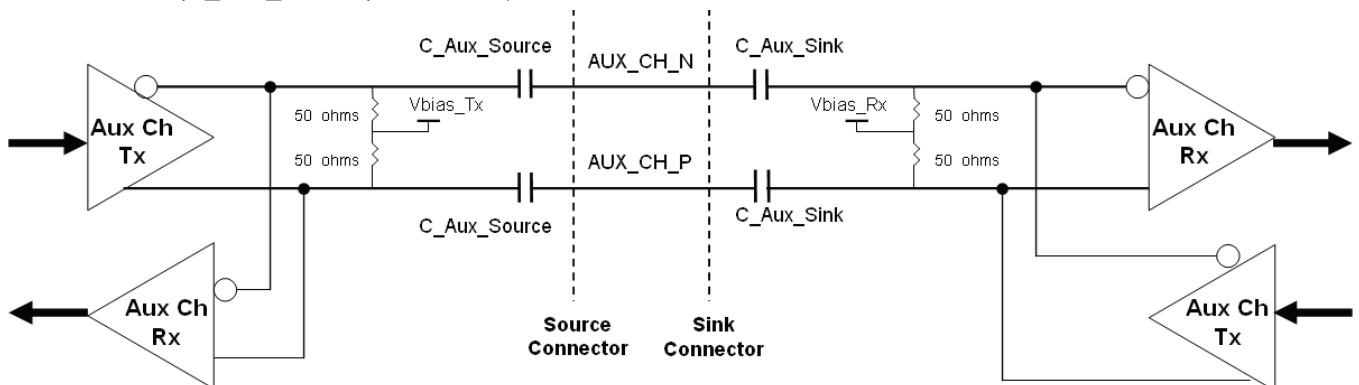 C_Aux_Source
AUX_CH_N
C_Aux_Sink
50 ohms
Vbias_Tx
Vbias_Rx
50 ohms
Aux Ch
Tx
50 ohms
50 ohms
Aux Ch
Rx
AUX_CH_P
C_Aux_Source
C_Aux_Sink
Aux Ch
Rx
Source
Connector
Sink
Connector
Aux Ch
Tx